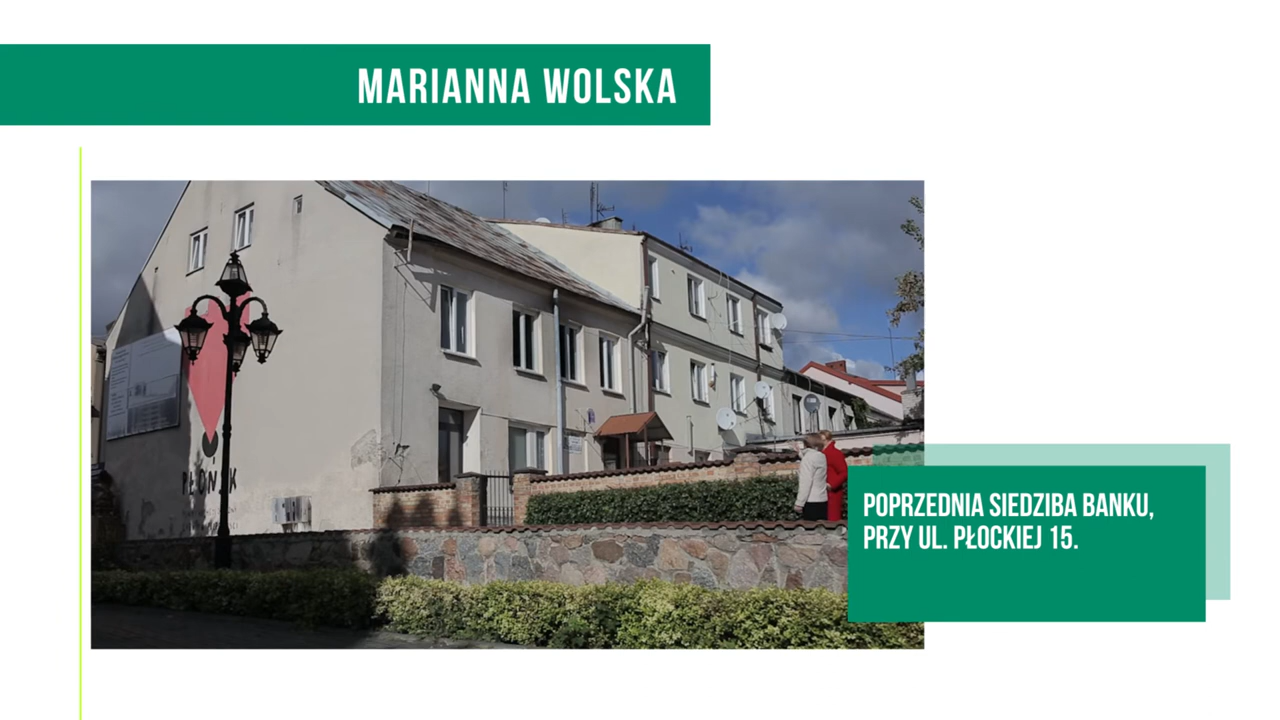 MARIANNA WOLSKA
POPRZEDNIA SIEDZIBA BANKU,
PRZY UL. PŁOCKIEJ 15.